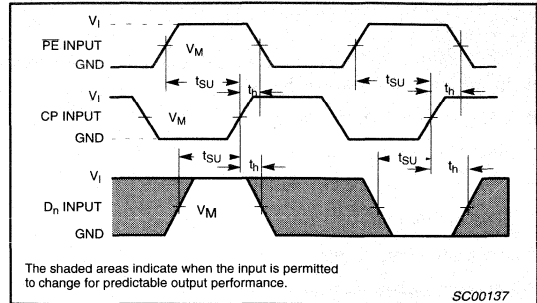 VI
PE INPUT
VM
GND
tSU
th
tSU
th
VI
CP INPUT
VM
GND
tSU
th
tSU
th
VI
Dn INPUT
VM
GND
The shaded areas indicate when the input is permitted
to change for predictable output performance.
SC00137